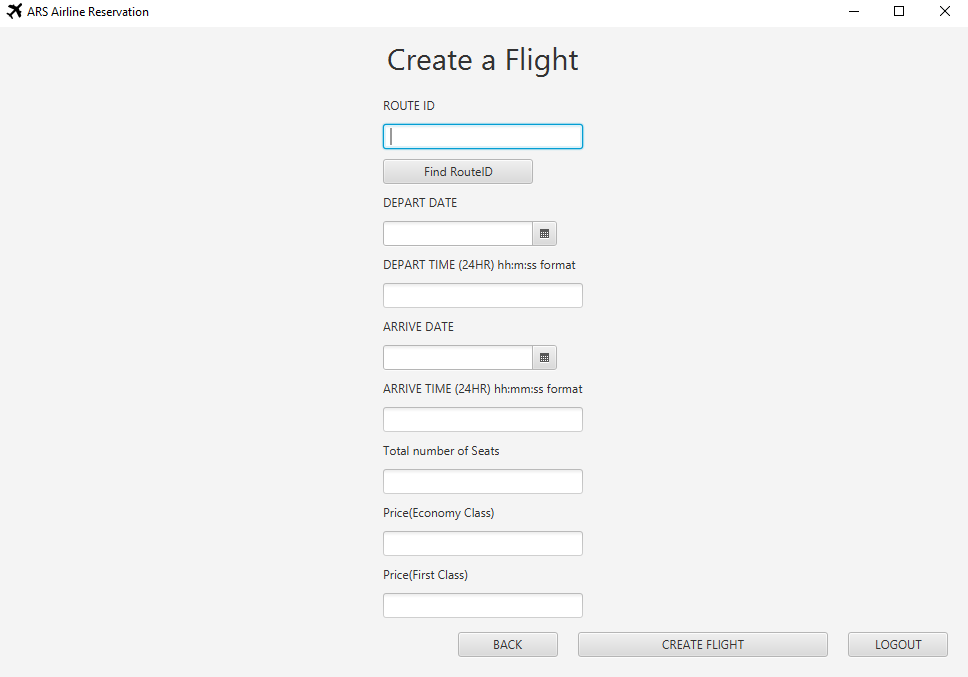 ARS Airline Reservation
Create a Flight
ROUTE ID
Find RouteID
DEPART DATE
DEPART TIME (24HR) hh:m:ss format
ARRIVE DATE
ARRIVE TIME (24HR) hh:mm:ss format
Total number of Seats
Price(Economy Class)
Price(First Class)
BACK CREATE FLIGHT LOGOUT